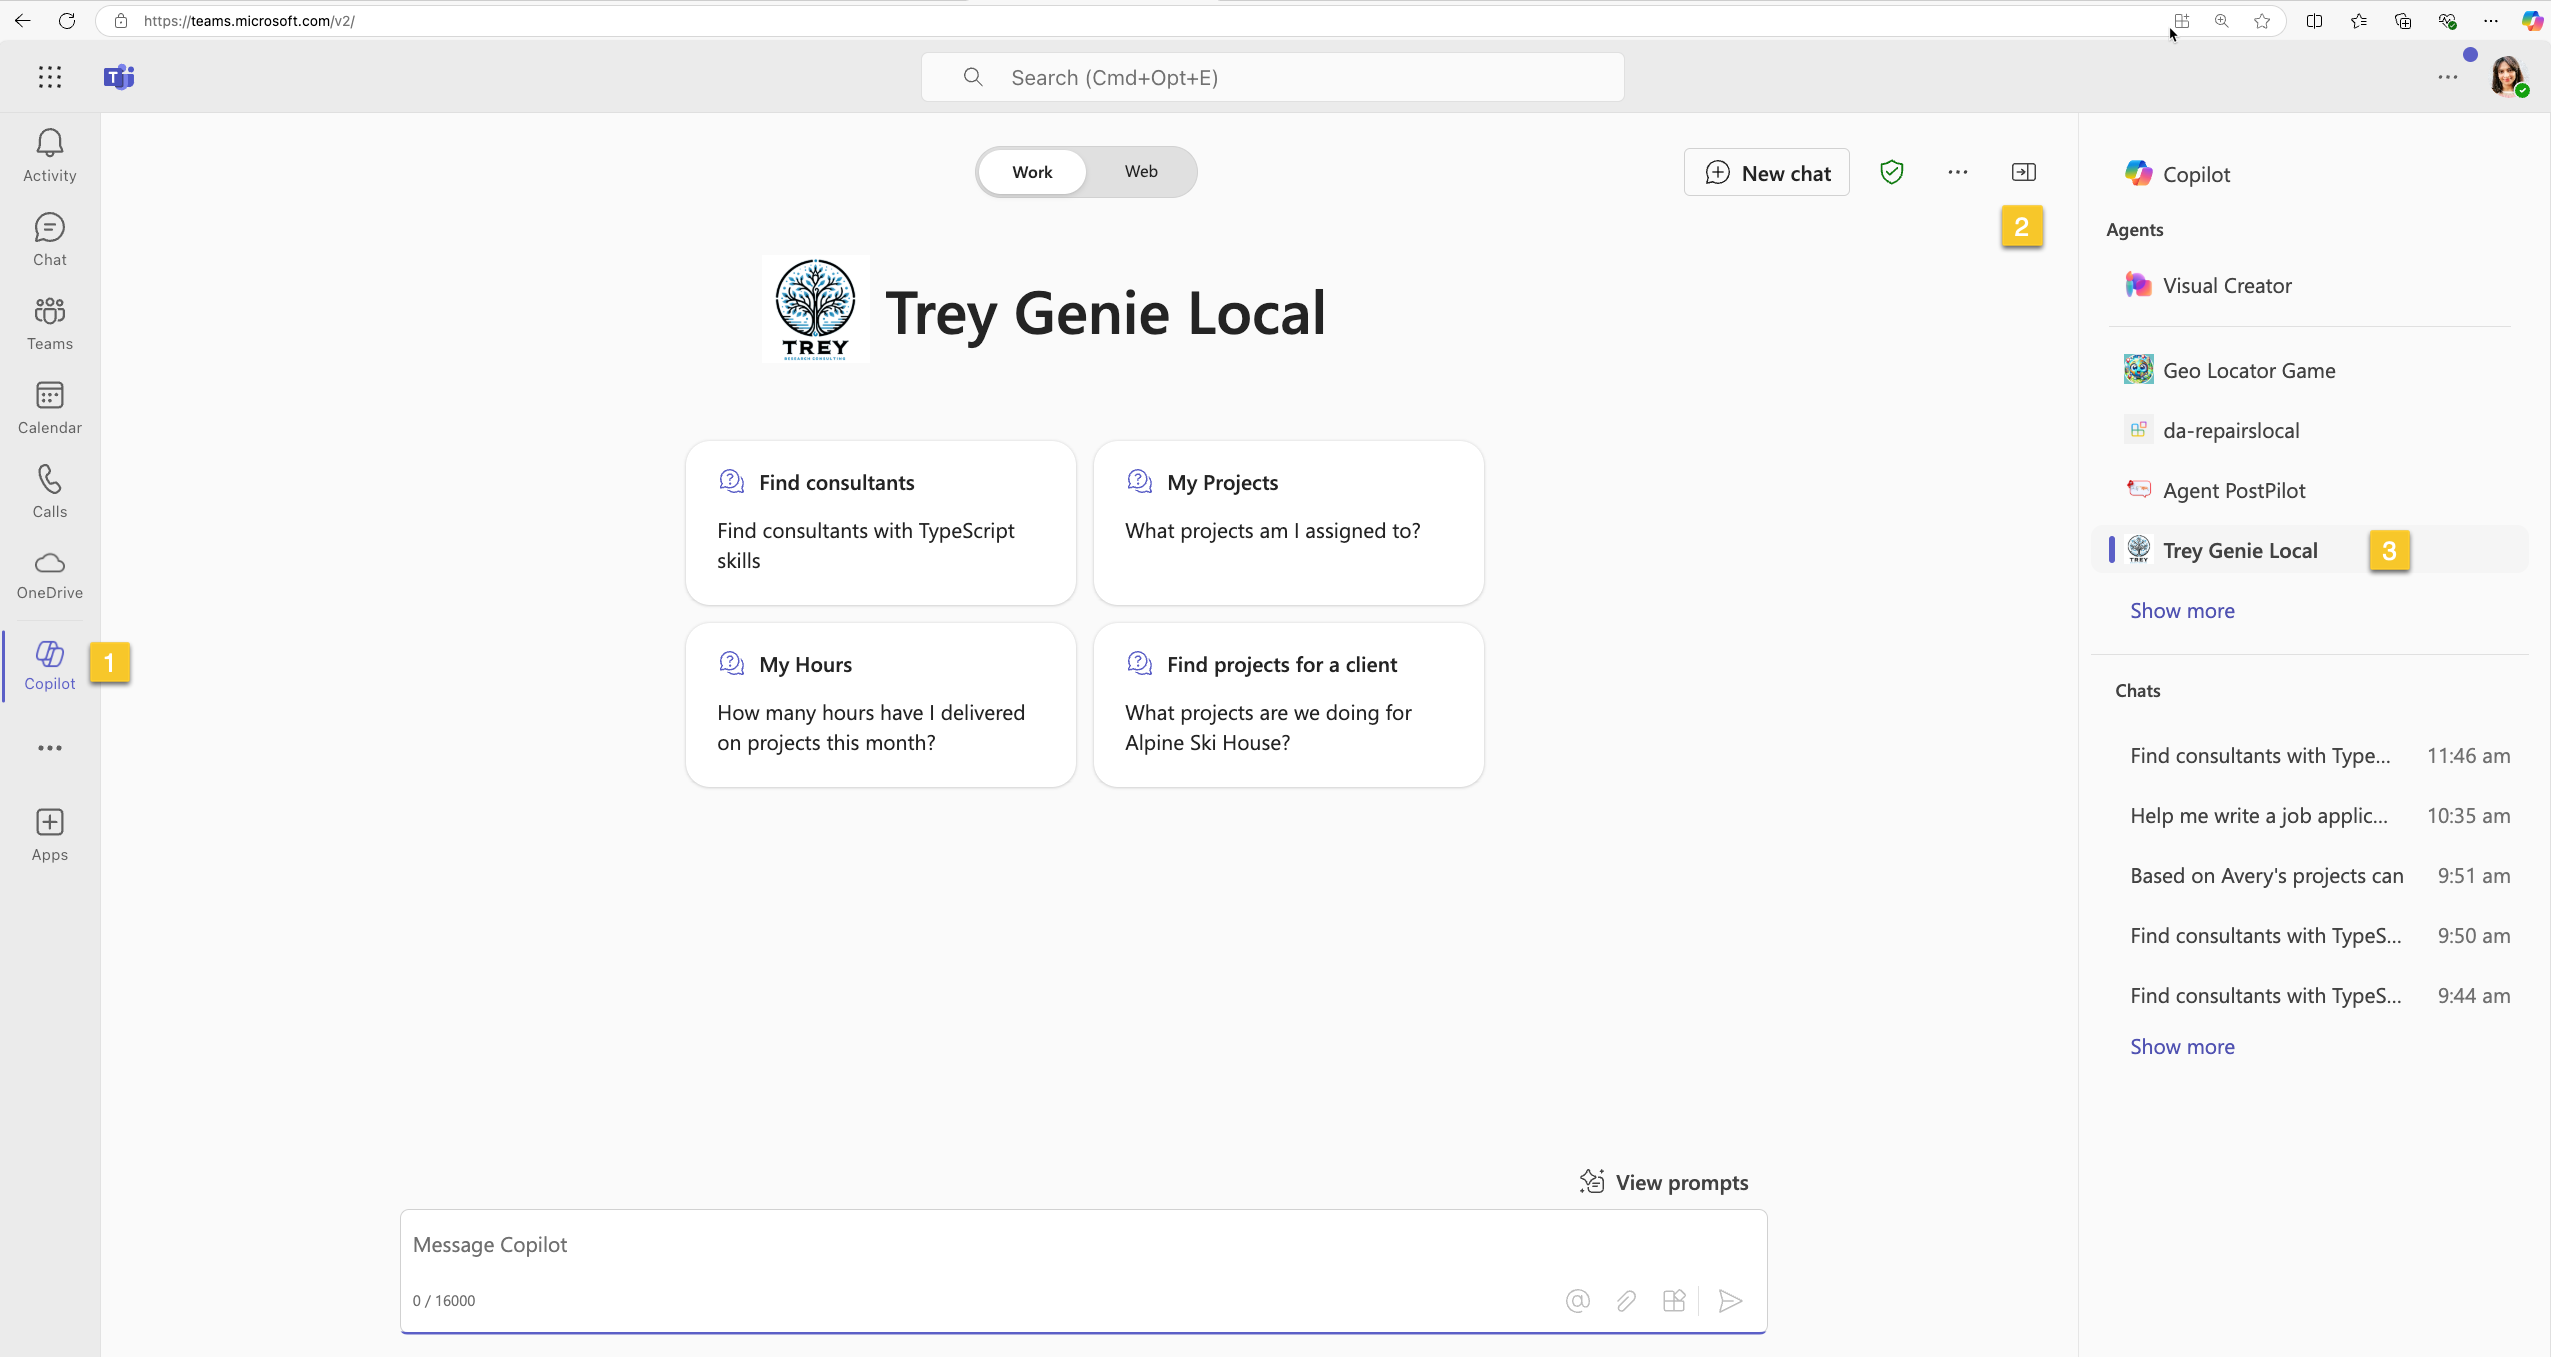 https://teams.microsoft.com/v2/
Search (Cmd+Opt+E)
Activity
Chat
Teams
Calendar
Calls
OneDrive
Copilot
1
Apps
Work
Web
New chat
2
TREY
RESEARCH CONSULTING
Trey Genie Local
Find consultants
Find consultants with TypeScript
skills
My Projects
What projects am I assigned to?
My Hours
How many hours have I delivered
on projects this month?
Find projects for a client
What projects are we doing for
Alpine Ski House?
View prompts
Message Copilot
0 / 16000
Copilot
Agents
Visual Creator
Geo Locator Game
da-repairslocal
Agent PostPilot
TREY
Trey Genie Local
3
Show more
Chats
Find consultants with Type... 11:46 am
Help me write a job applic... 10:35 am
Based on Avery's projects can 9:51 am
Find consultants with TypeS... 9:50 am
Find consultants with TypeS... 9:44 am
Show more